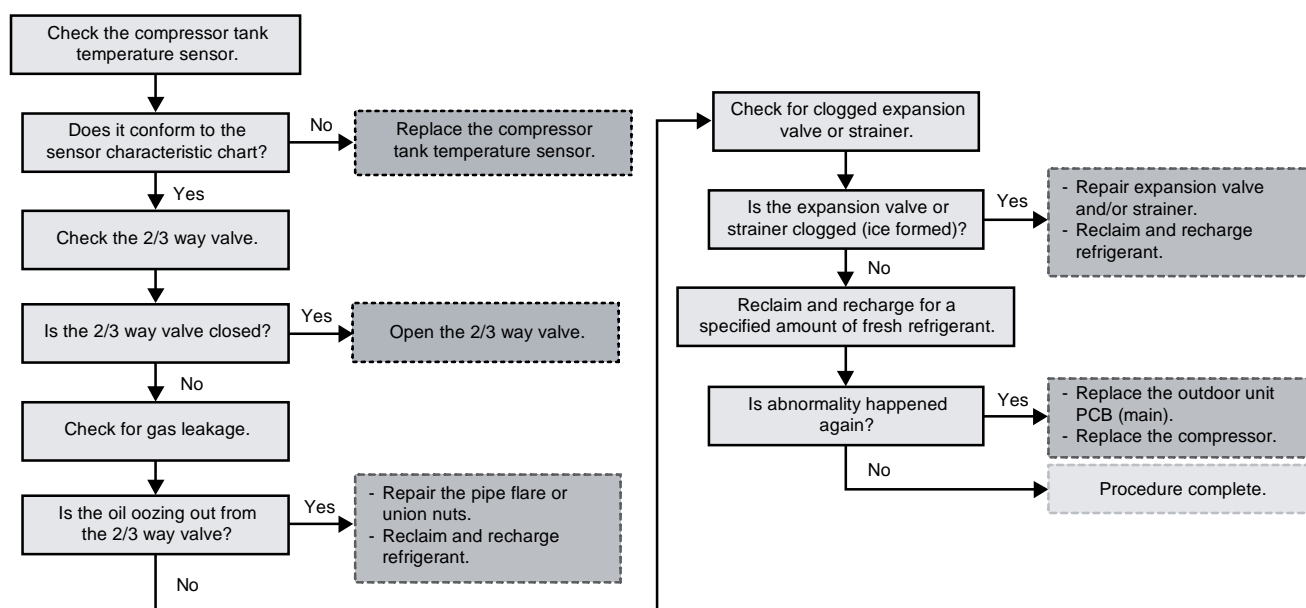 Check the compressor tank
temperature sensor.
Does it conform to the
sensor characteristic chart?
No
Replace the compressor
tank temperature sensor.
Yes
Check the 2/3 way valve.
Is the 2/3 way valve closed?
Yes
Open the 2/3 way valve.
No
Check for gas leakage.
Is the oil oozing out from
the 2/3 way valve?
Yes
- Repair the pipe flare or
union nuts.
- Reclaim and recharge
refrigerant.
No
Check for clogged expansion
valve or strainer.
Is the expansion valve or
strainer clogged (ice formed)?
Yes
- Repair expansion valve
and/or strainer.
- Reclaim and recharge
refrigerant.
No
Reclaim and recharge for a
specified amount of fresh refrigerant.
Is abnormality happened
again?
Yes
- Replace the outdoor unit
PCB (main).
- Replace the compressor.
No
Procedure complete.